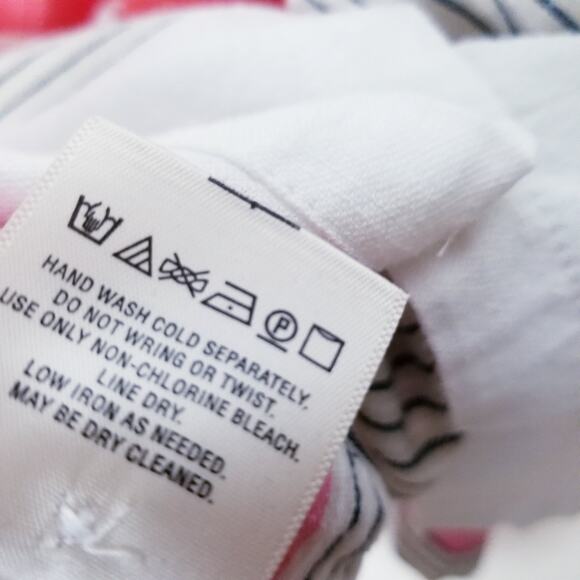 P
HAND WASH COLD SEPARATELY.
DO NOT WRING OR TWIST.
USE ONLY NON-CHLORINE BLEACH.
LINE DRY.
LOW IRON AS NEEDED.
MAY BE DRY CLEANED.